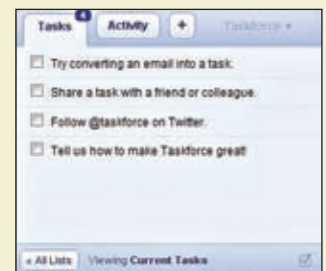 Tasks 4 Activity + Taskforce
Try converting an email into a task.
Share a task with a friend or colleague.
Follow @taskforce on Twitter.
Tell us how to make Taskforce great!
« All Lists Viewing Current Tasks